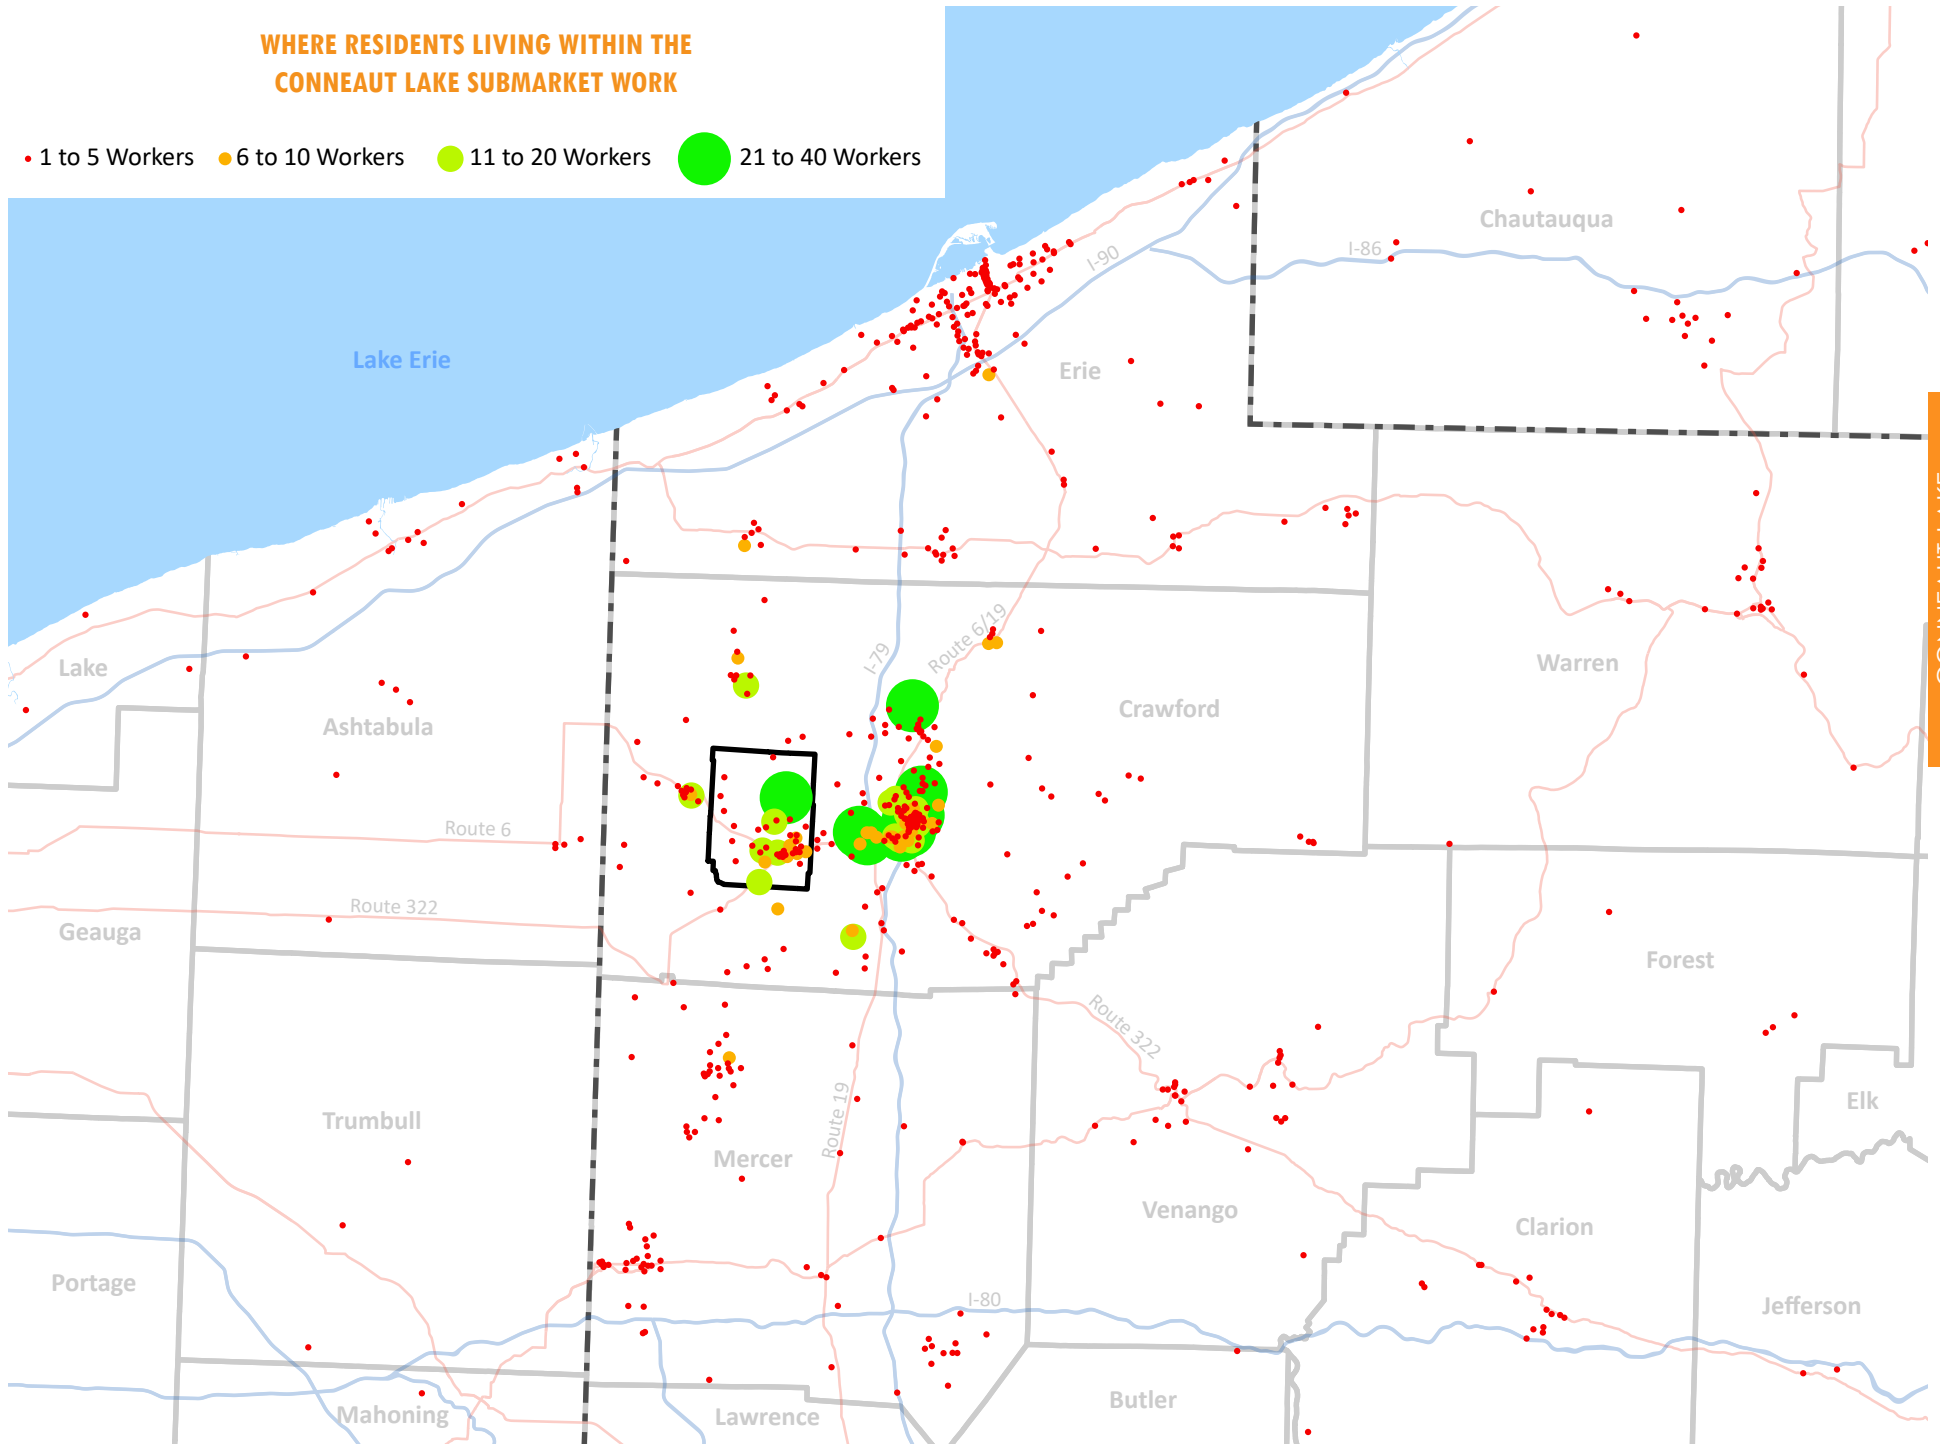 WHERE RESIDENTS LIVING WITHIN THE
CONNEAUT LAKE SUBMARKET WORK
1 to 5 Workers
6 to 10 Workers
11 to 20 Workers
21 to 40 Workers
Chautauqua
I-86
I-90
Lake Erie
Erie
Route 6/19
I-79
Lake
Warren
Crawford
Ashtabula
Route 6
Route 322
Geauga
Forest
Route 322
Elk
Trumbull
Route 19
Mercer
Venango
Clarion
Portage
I-80
Jefferson
Butler
Mahoning
Lawrence